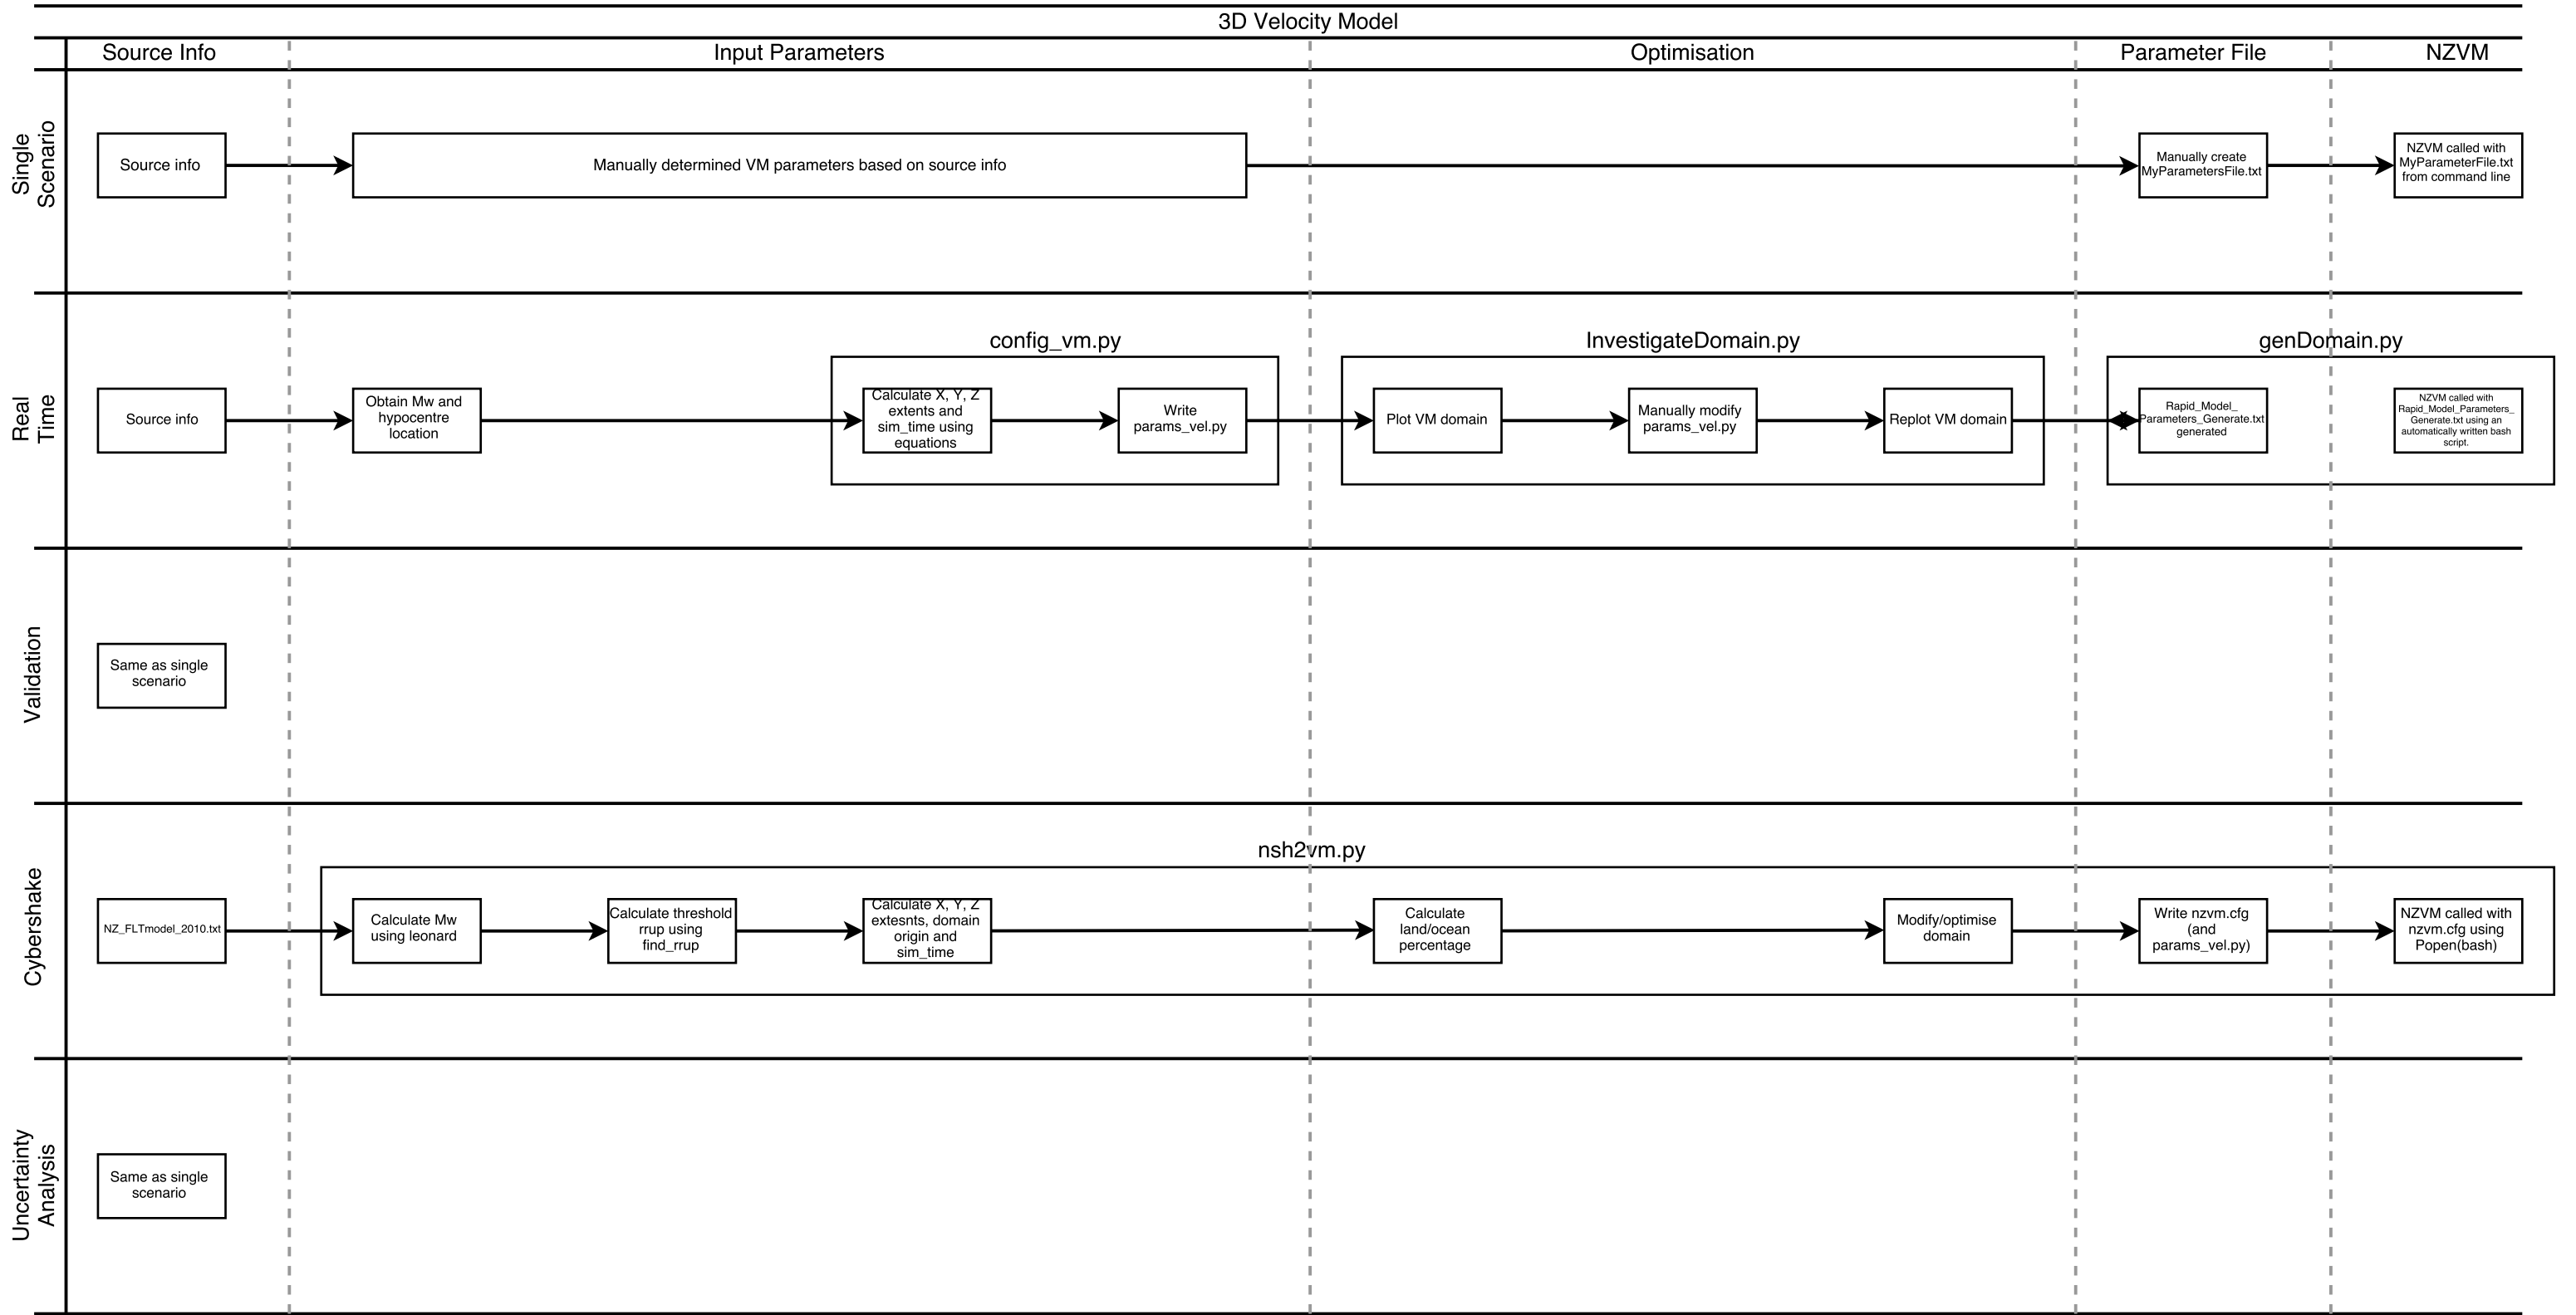 3D Velocity Model
Source Info
Input Parameters
Optimisation
Parameter File
NZVM
Single
Scenario
Source info
Manually determined VM parameters based on source info
Manually create
MyParametersFile.txt
NZVM called with
MyParameterFile.txt
from command line
Real
Time
Source info
Obtain Mw and
hypocentre
location
config_vm.py
Calculate X, Y, Z
extents and
sim_time using
equations
Write
params_vel.py
InvestigateDomain.py
Plot VM domain
Manually modify
params_vel.py
Replot VM domain
genDomain.py
Rapid_Model_
Parameters_Generate.txt
generated
NZVM called with
Rapid_Model_Parameters_
Generate.txt using an
automatically written bash
script.
Validation
Same as single
scenario
Cybershake
NZ_FLTmodel_2010.txt
nsh2vm.py
Calculate Mw
using leonard
Calculate threshold
rrup using
find_rrup
Calculate X, Y, Z
extesnts, domain
origin and
sim_time
Calculate
land/ocean
percentage
Modify/optimise
domain
Write nzvm.cfg
(and
params_vel.py)
NZVM called with
nzvm.cfg using
Popen(bash)
Uncertainty
Analysis
Same as single
scenario